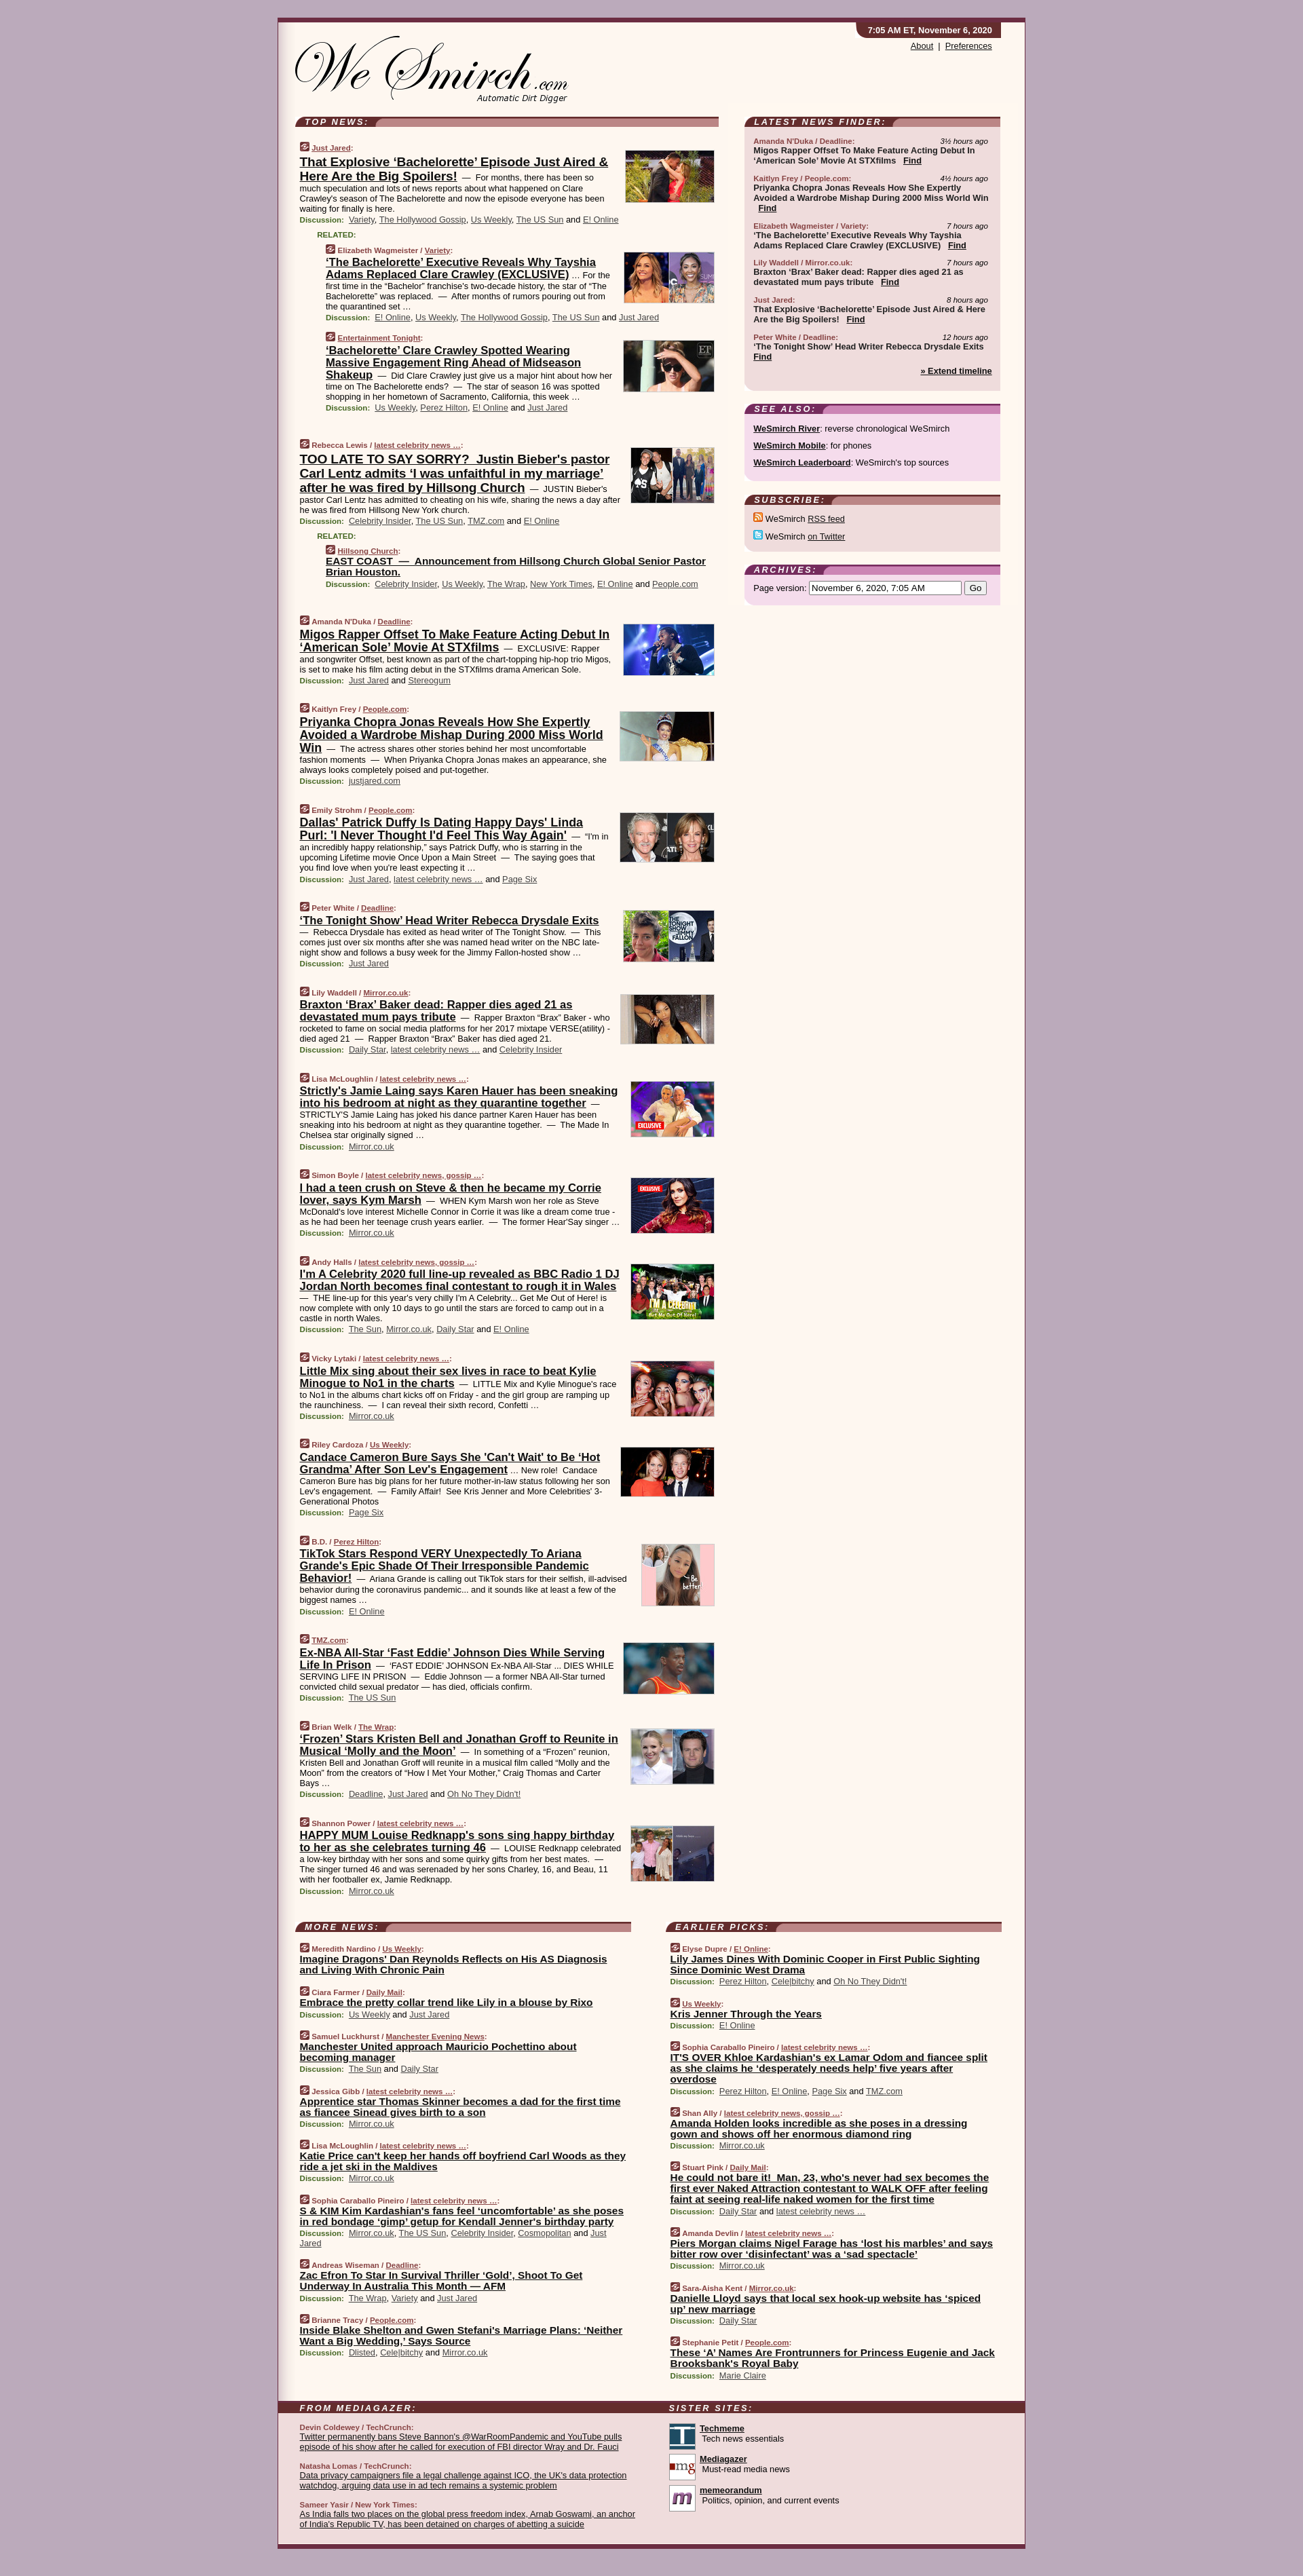 7:05 AM ET, November 6, 2020
About | Preferences
We Smirch.com
Automatic Dirt Digger
TOP NEWS:
Just Jared:
That Explosive ‘Bachelorette’ Episode Just Aired &
Here Are the Big Spoilers! — For months, there has been so
much speculation and lots of news reports about what happened on Clare
Crawley's season of The Bachelorette and now the episode everyone has been
waiting for finally is here.
Discussion: Variety, The Hollywood Gossip, Us Weekly, The US Sun and E! Online
RELATED:
Elizabeth Wagmeister / Variety:
‘The Bachelorette’ Executive Reveals Why Tayshia
Adams Replaced Clare Crawley (EXCLUSIVE) … For the
first time in the “Bachelor” franchise's two-decade history, the star of “The
Bachelorette” was replaced. — After months of rumors pouring out from
the quarantined set …
Discussion: E! Online, Us Weekly, The Hollywood Gossip, The US Sun and Just Jared
Entertainment Tonight:
‘Bachelorette’ Clare Crawley Spotted Wearing
Massive Engagement Ring Ahead of Midseason
Shakeup — Did Clare Crawley just give us a major hint about how her
time on The Bachelorette ends? — The star of season 16 was spotted
shopping in her hometown of Sacramento, California, this week …
Discussion: Us Weekly, Perez Hilton, E! Online and Just Jared
Rebecca Lewis / latest celebrity news …:
TOO LATE TO SAY SORRY? Justin Bieber's pastor
Carl Lentz admits ‘I was unfaithful in my marriage’
after he was fired by Hillsong Church — JUSTIN Bieber's
pastor Carl Lentz has admitted to cheating on his wife, sharing the news a day after
he was fired from Hillsong New York church.
Discussion: Celebrity Insider, The US Sun, TMZ.com and E! Online
RELATED:
Hillsong Church:
EAST COAST — Announcement from Hillsong Church Global Senior Pastor
Brian Houston.
Discussion: Celebrity Insider, Us Weekly, The Wrap, New York Times, E! Online and People.com
Amanda N'Duka / Deadline:
Migos Rapper Offset To Make Feature Acting Debut In
‘American Sole’ Movie At STXfilms — EXCLUSIVE: Rapper
and songwriter Offset, best known as part of the chart-topping hip-hop trio Migos,
is set to make his film acting debut in the STXfilms drama American Sole.
Discussion: Just Jared and Stereogum
Kaitlyn Frey / People.com:
Priyanka Chopra Jonas Reveals How She Expertly
Avoided a Wardrobe Mishap During 2000 Miss World
Win — The actress shares other stories behind her most uncomfortable
fashion moments — When Priyanka Chopra Jonas makes an appearance, she
always looks completely poised and put-together.
Discussion: justjared.com
Emily Strohm / People.com:
Dallas' Patrick Duffy Is Dating Happy Days' Linda
Purl: 'I Never Thought I'd Feel This Way Again' — “I'm in
an incredibly happy relationship,” says Patrick Duffy, who is starring in the
upcoming Lifetime movie Once Upon a Main Street — The saying goes that
you find love when you're least expecting it …
Discussion: Just Jared, latest celebrity news … and Page Six
Peter White / Deadline:
‘The Tonight Show’ Head Writer Rebecca Drysdale Exits
— Rebecca Drysdale has exited as head writer of The Tonight Show. — This
comes just over six months after she was named head writer on the NBC late-
night show and follows a busy week for the Jimmy Fallon-hosted show …
Discussion: Just Jared
Lily Waddell / Mirror.co.uk:
Braxton ‘Brax’ Baker dead: Rapper dies aged 21 as
devastated mum pays tribute — Rapper Braxton “Brax” Baker - who
rocketed to fame on social media platforms for her 2017 mixtape VERSE(atility) -
died aged 21 — Rapper Braxton “Brax” Baker has died aged 21.
Discussion: Daily Star, latest celebrity news … and Celebrity Insider
Lisa McLoughlin / latest celebrity news …:
Strictly's Jamie Laing says Karen Hauer has been sneaking
into his bedroom at night as they quarantine together —
STRICTLY'S Jamie Laing has joked his dance partner Karen Hauer has been
sneaking into his bedroom at night as they quarantine together. — The Made In
Chelsea star originally signed …
Discussion: Mirror.co.uk
Simon Boyle / latest celebrity news, gossip …:
I had a teen crush on Steve & then he became my Corrie
lover, says Kym Marsh — WHEN Kym Marsh won her role as Steve
McDonald's love interest Michelle Connor in Corrie it was like a dream come true -
as he had been her teenage crush years earlier. — The former Hear'Say singer …
Discussion: Mirror.co.uk
Andy Halls / latest celebrity news, gossip …:
I'm A Celebrity 2020 full line-up revealed as BBC Radio 1 DJ
Jordan North becomes final contestant to rough it in Wales
— THE line-up for this year's very chilly I'm A Celebrity... Get Me Out of Here! is
now complete with only 10 days to go until the stars are forced to camp out in a
castle in north Wales.
Discussion: The Sun, Mirror.co.uk, Daily Star and E! Online
Vicky Lytaki / latest celebrity news …:
Little Mix sing about their sex lives in race to beat Kylie
Minogue to No1 in the charts — LITTLE Mix and Kylie Minogue's race
to No1 in the albums chart kicks off on Friday - and the girl group are ramping up
the raunchiness. — I can reveal their sixth record, Confetti …
Discussion: Mirror.co.uk
Riley Cardoza / Us Weekly:
Candace Cameron Bure Says She 'Can't Wait' to Be ‘Hot
Grandma’ After Son Lev's Engagement … New role! Candace
Cameron Bure has big plans for her future mother-in-law status following her son
Lev's engagement. — Family Affair! See Kris Jenner and More Celebrities' 3-
Generational Photos
Discussion: Page Six
B.D. / Perez Hilton:
TikTok Stars Respond VERY Unexpectedly To Ariana
Grande's Epic Shade Of Their Irresponsible Pandemic
Behavior! — Ariana Grande is calling out TikTok stars for their selfish, ill-advised
behavior during the coronavirus pandemic... and it sounds like at least a few of the
biggest names …
Discussion: E! Online
TMZ.com:
Ex-NBA All-Star ‘Fast Eddie’ Johnson Dies While Serving
Life In Prison — ‘FAST EDDIE’ JOHNSON Ex-NBA All-Star ... DIES WHILE
SERVING LIFE IN PRISON — Eddie Johnson — a former NBA All-Star turned
convicted child sexual predator — has died, officials confirm.
Discussion: The US Sun
Brian Welk / The Wrap:
‘Frozen’ Stars Kristen Bell and Jonathan Groff to Reunite in
Musical ‘Molly and the Moon’ — In something of a “Frozen” reunion,
Kristen Bell and Jonathan Groff will reunite in a musical film called “Molly and the
Moon” from the creators of “How I Met Your Mother,” Craig Thomas and Carter
Bays …
Discussion: Deadline, Just Jared and Oh No They Didn't!
Shannon Power / latest celebrity news …:
HAPPY MUM Louise Redknapp's sons sing happy birthday
to her as she celebrates turning 46 — LOUISE Redknapp celebrated
a low-key birthday with her sons and some quirky gifts from her best mates. —
The singer turned 46 and was serenaded by her sons Charley, 16, and Beau, 11
with her footballer ex, Jamie Redknapp.
Discussion: Mirror.co.uk
LATEST NEWS FINDER:
Amanda N'Duka / Deadline: 3½ hours ago
Migos Rapper Offset To Make Feature Acting Debut In
‘American Sole’ Movie At STXfilms Find
Kaitlyn Frey / People.com: 4½ hours ago
Priyanka Chopra Jonas Reveals How She Expertly
Avoided a Wardrobe Mishap During 2000 Miss World Win
Find
Elizabeth Wagmeister / Variety: 7 hours ago
‘The Bachelorette’ Executive Reveals Why Tayshia
Adams Replaced Clare Crawley (EXCLUSIVE) Find
Lily Waddell / Mirror.co.uk: 7 hours ago
Braxton ‘Brax’ Baker dead: Rapper dies aged 21 as
devastated mum pays tribute Find
Just Jared: 8 hours ago
That Explosive ‘Bachelorette’ Episode Just Aired & Here
Are the Big Spoilers! Find
Peter White / Deadline: 12 hours ago
‘The Tonight Show’ Head Writer Rebecca Drysdale Exits
Find
» Extend timeline
SEE ALSO:
WeSmirch River: reverse chronological WeSmirch
WeSmirch Mobile: for phones
WeSmirch Leaderboard: WeSmirch's top sources
SUBSCRIBE:
WeSmirch RSS feed
WeSmirch on Twitter
ARCHIVES:
Page version: November 6, 2020, 7:05 AM Go
MORE NEWS:
Meredith Nardino / Us Weekly:
Imagine Dragons' Dan Reynolds Reflects on His AS Diagnosis
and Living With Chronic Pain
Ciara Farmer / Daily Mail:
Embrace the pretty collar trend like Lily in a blouse by Rixo
Discussion: Us Weekly and Just Jared
Samuel Luckhurst / Manchester Evening News:
Manchester United approach Mauricio Pochettino about
becoming manager
Discussion: The Sun and Daily Star
Jessica Gibb / latest celebrity news …:
Apprentice star Thomas Skinner becomes a dad for the first time
as fiancee Sinead gives birth to a son
Discussion: Mirror.co.uk
Lisa McLoughlin / latest celebrity news …:
Katie Price can't keep her hands off boyfriend Carl Woods as they
ride a jet ski in the Maldives
Discussion: Mirror.co.uk
Sophia Caraballo Pineiro / latest celebrity news …:
S & KIM Kim Kardashian's fans feel ‘uncomfortable’ as she poses
in red bondage ‘gimp’ getup for Kendall Jenner's birthday party
Discussion: Mirror.co.uk, The US Sun, Celebrity Insider, Cosmopolitan and Just
Jared
Andreas Wiseman / Deadline:
Zac Efron To Star In Survival Thriller ‘Gold’, Shoot To Get
Underway In Australia This Month — AFM
Discussion: The Wrap, Variety and Just Jared
Brianne Tracy / People.com:
Inside Blake Shelton and Gwen Stefani's Marriage Plans: ‘Neither
Want a Big Wedding,’ Says Source
Discussion: Dlisted, Cele|bitchy and Mirror.co.uk
EARLIER PICKS:
Elyse Dupre / E! Online:
Lily James Dines With Dominic Cooper in First Public Sighting
Since Dominic West Drama
Discussion: Perez Hilton, Cele|bitchy and Oh No They Didn't!
Us Weekly:
Kris Jenner Through the Years
Discussion: E! Online
Sophia Caraballo Pineiro / latest celebrity news …:
IT'S OVER Khloe Kardashian's ex Lamar Odom and fiancee split
as she claims he ‘desperately needs help’ five years after
overdose
Discussion: Perez Hilton, E! Online, Page Six and TMZ.com
Shan Ally / latest celebrity news, gossip …:
Amanda Holden looks incredible as she poses in a dressing
gown and shows off her enormous diamond ring
Discussion: Mirror.co.uk
Stuart Pink / Daily Mail:
He could not bare it! Man, 23, who's never had sex becomes the
first ever Naked Attraction contestant to WALK OFF after feeling
faint at seeing real-life naked women for the first time
Discussion: Daily Star and latest celebrity news …
Amanda Devlin / latest celebrity news …:
Piers Morgan claims Nigel Farage has ‘lost his marbles’ and says
bitter row over ‘disinfectant’ was a ‘sad spectacle’
Discussion: Mirror.co.uk
Sara-Aisha Kent / Mirror.co.uk:
Danielle Lloyd says that local sex hook-up website has ‘spiced
up’ new marriage
Discussion: Daily Star
Stephanie Petit / People.com:
These ‘A’ Names Are Frontrunners for Princess Eugenie and Jack
Brooksbank's Royal Baby
Discussion: Marie Claire
FROM MEDIAGAZER:
Devin Coldewey / TechCrunch:
Twitter permanently bans Steve Bannon's @WarRoomPandemic and YouTube pulls
episode of his show after he called for execution of FBI director Wray and Dr. Fauci
Natasha Lomas / TechCrunch:
Data privacy campaigners file a legal challenge against ICO, the UK's data protection
watchdog, arguing data use in ad tech remains a systemic problem
Sameer Yasir / New York Times:
As India falls two places on the global press freedom index, Arnab Goswami, an anchor
of India's Republic TV, has been detained on charges of abetting a suicide
SISTER SITES:
Techmeme
Tech news essentials
mg
Mediagazer
Must-read media news
m
memeorandum
Politics, opinion, and current events